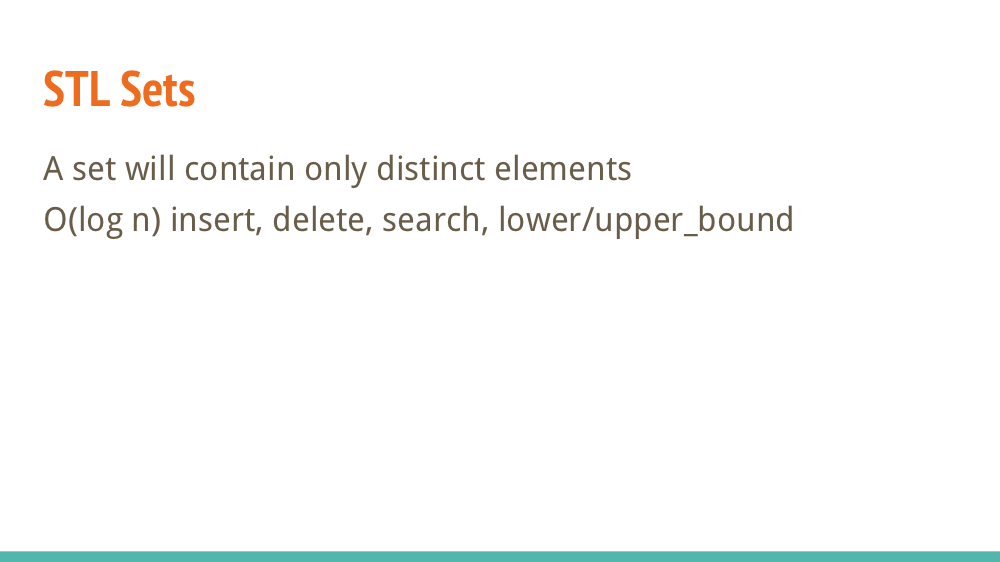 STL Sets
A set will contain only distinct elements
O(log n) insert, delete, search, lower/upper_bound